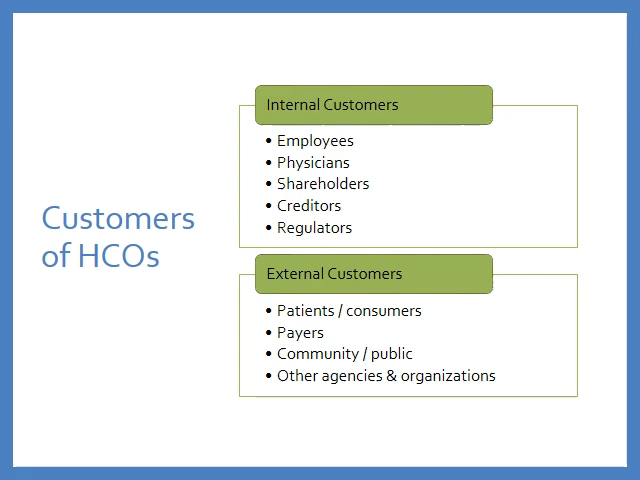 Customers
of HCOs
Internal Customers
• Employees
• Physicians
• Shareholders
• Creditors
• Regulators
External Customers
• Patients / consumers
• Payers
• Community / public
• Other agencies & organizations